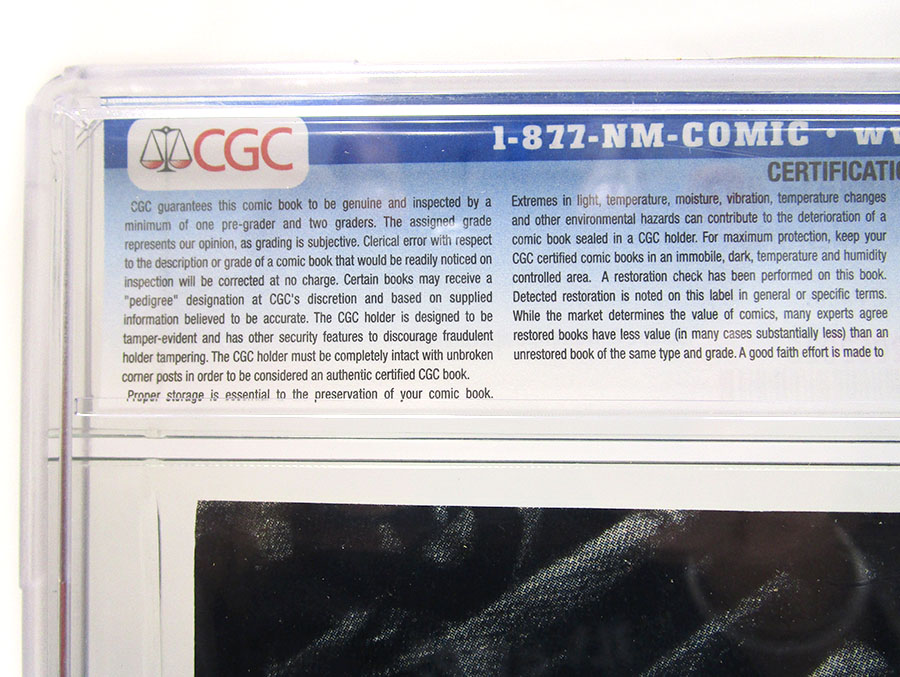 CGC
1-877-NM-COMIC •
CGC guarantees this comic book to be genuine and inspected by a
minimum of one pre-grader and two graders. The assigned grade
represents our opinion, as grading is subjective. Clerical error with respect
to the description or grade of a comic book that would be readily noticed on
inspection will be corrected at no charge. Certain books may receive a
"pedigree" designation at CGC's discretion and based on supplied
information believed to be accurate. The CGC holder is designed to be
tamper-evident and has other security features to discourage fraudulent
holder tampering. The CGC holder must be completely intact with unbroken
corner posts in order to be considered an authentic certified CGC book.
Proper storage is essential to the preservation of your comic book.
CERTIFICATI
Extremes in light, temperature, moisture, vibration, temperature changes
and other environmental hazards can contribute to the deterioration of a
comic book sealed in a CGC holder. For maximum protection, keep your
CGC certified comic books in an immobile, dark, temperature and humidity
controlled area. A restoration check has been performed on this book.
Detected restoration is noted on this label in general or specific terms.
While the market determines the value of comics, many experts agree
restored books have less value (in many cases substantially less) than an
unrestored book of the same type and grade. A good faith effort is made to